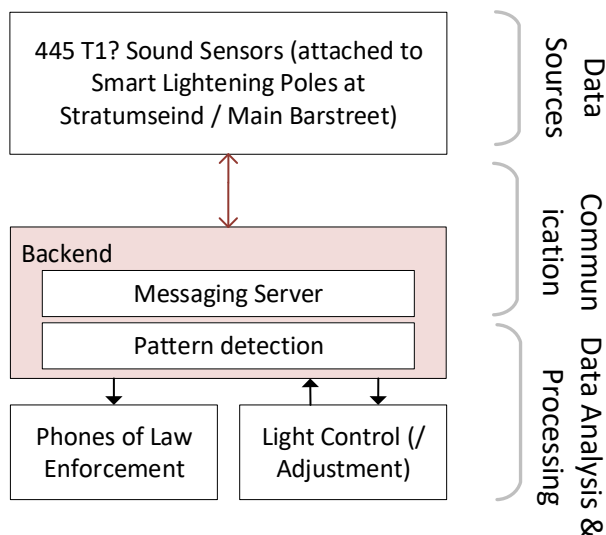 445 T1? Sound Sensors (attached to
Smart Lightening Poles at
Stratumseind / Main Barstreet)
Data
Sources
Commun
ication
Backend
Messaging Server
Pattern detection
Phones of Law
Enforcement
Light Control (/
Adjustment)
Data Analysis &
Processing